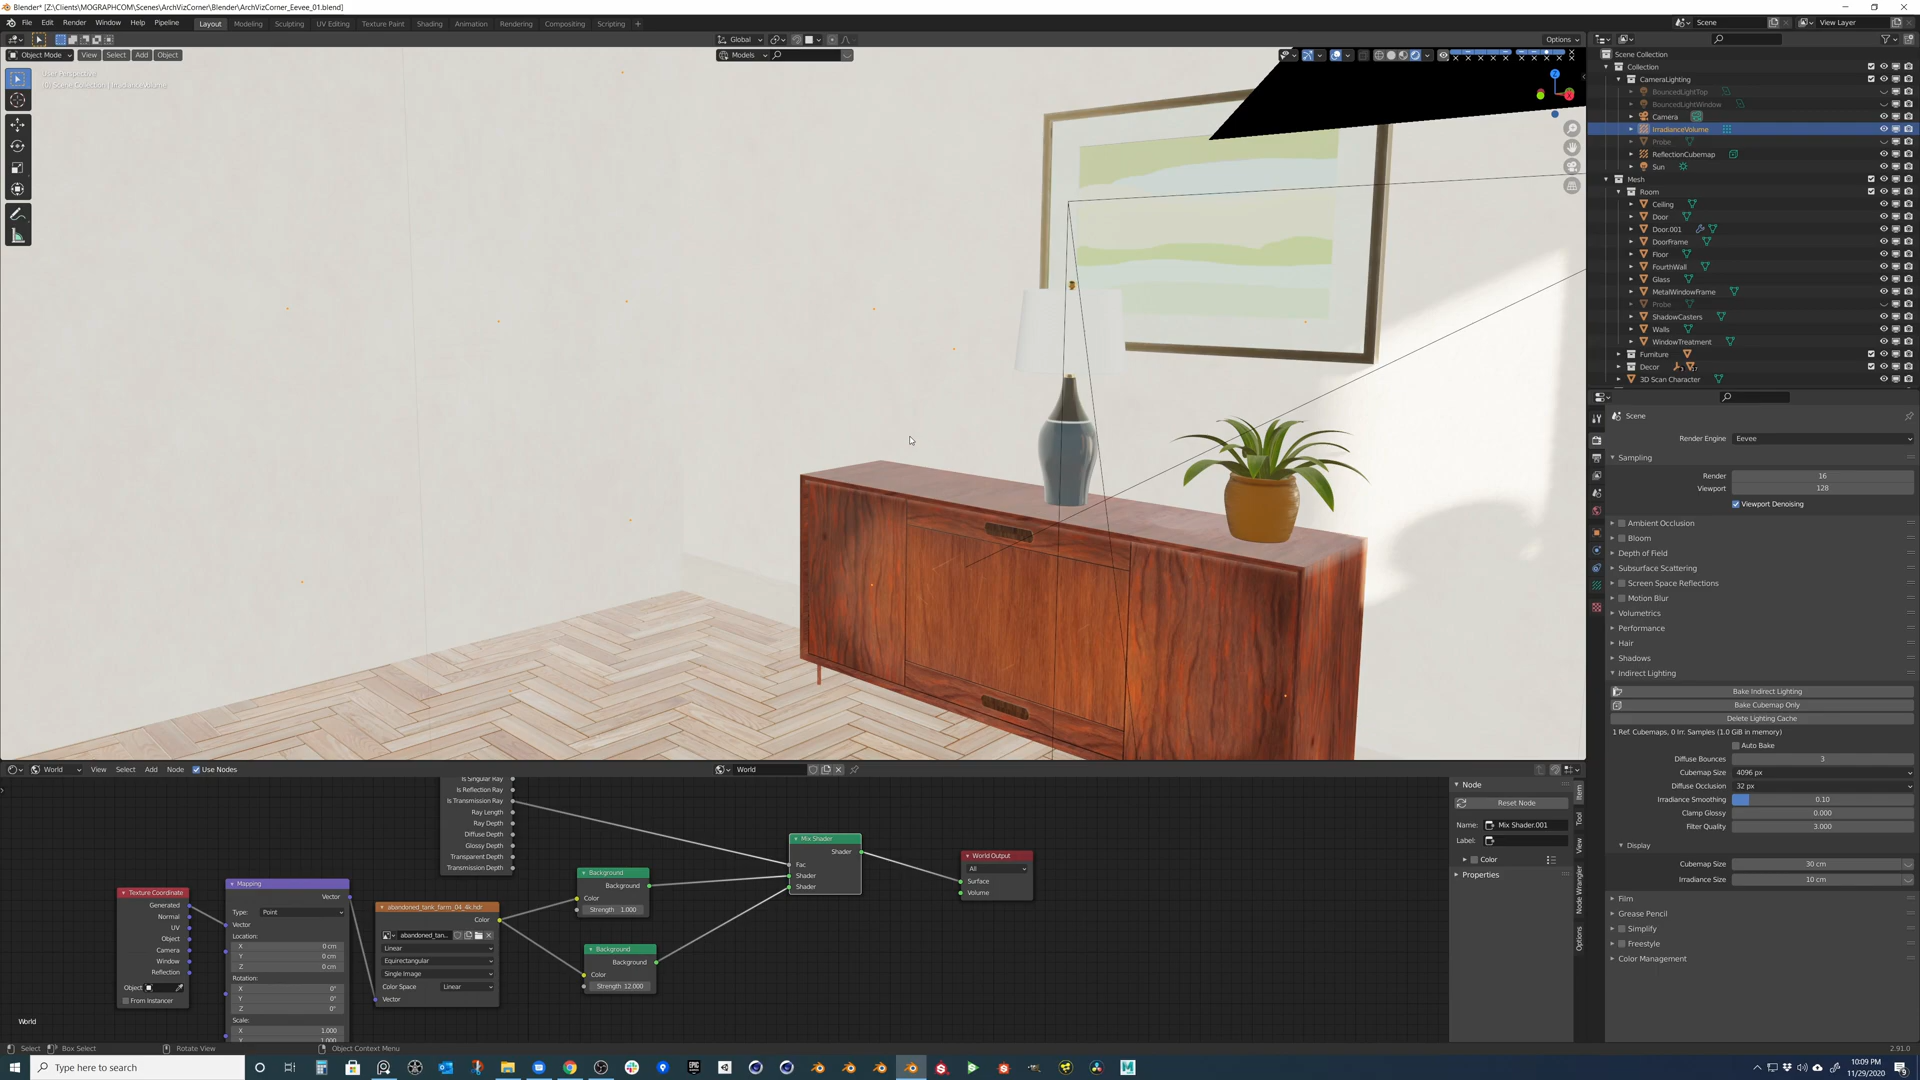 Blender* [Z:\Clients\MOGRAPHCOM\Scenes\ArchVizCorner\Blender\ArchVizCorner_Eevee_01.blend]
File Edit Render Window Help Pipeline Layout Modeling Sculpting UV Editing Texture Paint Shading Animation Rendering Compositing Scripting + Scene View Layer
Global Options
Object Mode View Select Add Object Models
User Perspective
(0) Scene Collection | IrradianceVolume
Scene Collection
Collection
CameraLighting
BouncedLightTop
BouncedLightWindow
Camera
IrradianceVolume
Probe
ReflectionCubemap
Sun
Mesh
Room
Ceiling
Door
Door.001
DoorFrame
Floor
FourthWall
Glass
MetalWindowFrame
Probe
ShadowCasters
Walls
WindowTreatment
Furniture
Decor
3D Scan Character
Scene
Render Engine Eevee
Sampling
Render 16
Viewport 128
Viewport Denoising
Ambient Occlusion
Bloom
Depth of Field
Subsurface Scattering
Screen Space Reflections
Motion Blur
Volumetrics
Performance
Hair
Shadows
Indirect Lighting
Bake Indirect Lighting
Bake Cubemap Only
Delete Lighting Cache
1 Ref. Cubemaps, 0 Irr. Samples (1.0 GiB in memory)
Auto Bake
Diffuse Bounces 3
Cubemap Size 4096 px
Diffuse Occlusion 32 px
Irradiance Smoothing 0.10
Clamp Glossy 0.000
Filter Quality 3.000
Display
Cubemap Size 30 cm
Irradiance Size 10 cm
Film
Grease Pencil
Simplify
Freestyle
Color Management
World View Select Add Node Use Nodes World
Is Singular Ray
Is Reflection Ray
Is Transmission Ray
Ray Length
Ray Depth
Diffuse Depth
Glossy Depth
Transparent Depth
Transmission Depth
Texture Coordinate
Generated
Normal
UV
Object
Camera
Window
Reflection
Object
From Instancer
Mapping
Vector
Type: Point
Vector
Location:
X 0 cm
Y 0 cm
Z 0 cm
Rotation:
X 0°
Y 0°
Z 0°
Scale:
X 1.000
Y 1.000
abandoned_tank_farm_04_4k.hdr
Color
abandoned_tan...
Linear
Equirectangular
Single Image
Color Space Linear
Vector
Background
Background
Color
Strength 1.000
Background
Background
Color
Strength 12.000
Mix Shader
Shader
Fac
Shader
Shader
World Output
All
Surface
Volume
Node
Reset Node
Name: Mix Shader.001
Label:
Color
Properties
Item
Tool
View
Node Wrangler
Options
World
Select Box Select Rotate View Object Context Menu 2.91.0
Type here to search
10:09 PM
11/29/2020